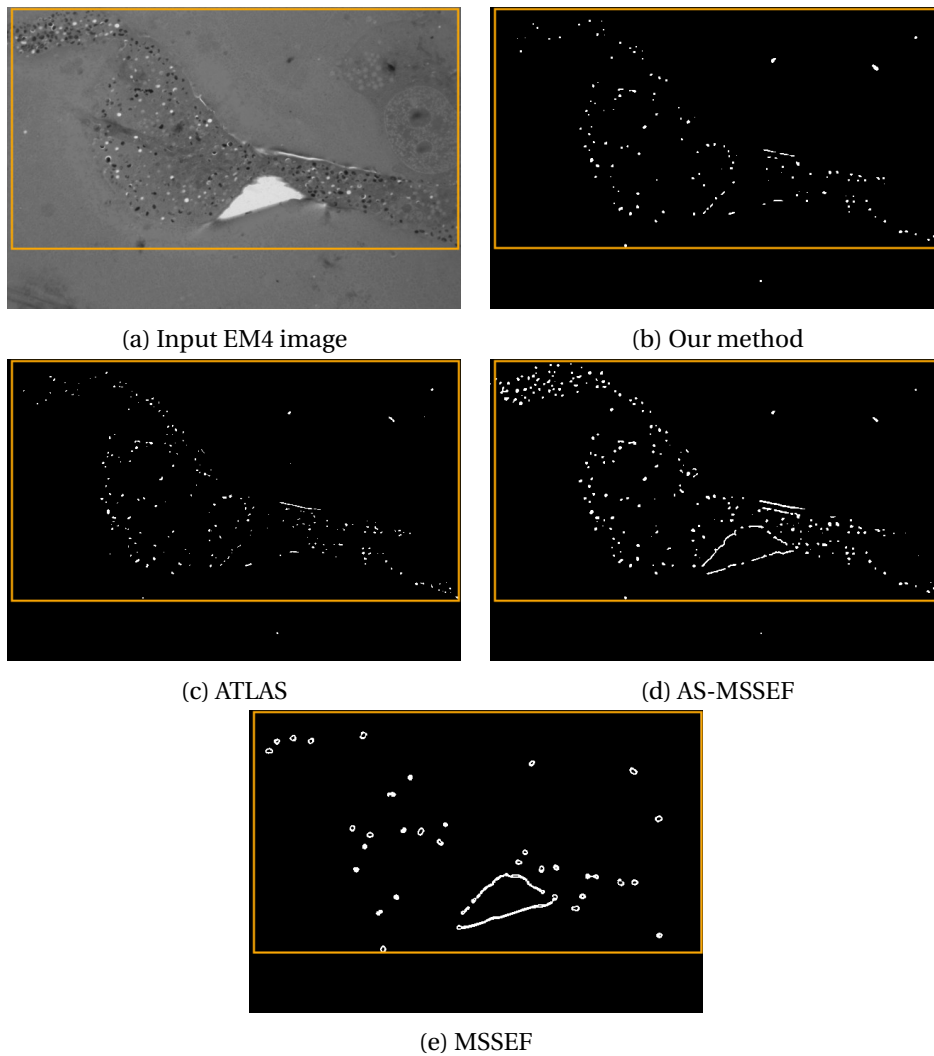 (a) Input EM4 image
(b) Our method
(c) ATLAS
(d) AS-MSSEF
(e) MSSEF